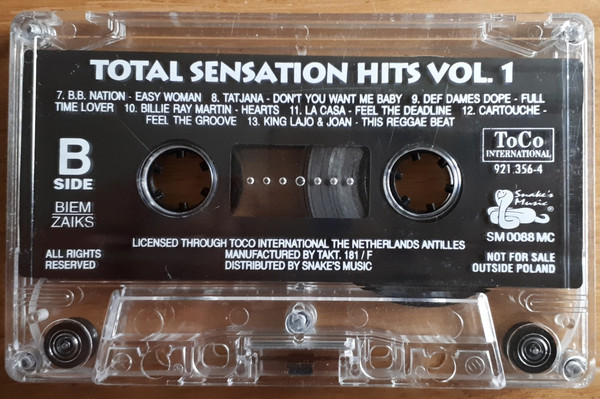 TOTAL SENSATION HITS VOL. 1
7. B.B. NATION - EASY WOMAN 8. TATJANA - DON'T YOU WANT ME BABY 9. DEF DAMES DOPE - FULL
TIME LOVER 10. BILLIE RAY MARTIN - HEARTS 11. LA CASA - FEEL THE DEADLINE 12. CARTOUCHE -
FEEL THE GROOVE 13. KING LAJO & JOAN - THIS REGGAE BEAT
B
SIDE
BIEM
ZAIKS
ALL RIGHTS
RESERVED
ToCo
INTERNATIONAL
921.356-4
Snake's
Music
®
SM 0088 MC
NOT FOR SALE
OUTSIDE POLAND
LICENSED THROUGH TOCO INTERNATIONAL THE NETHERLANDS ANTILLES
MANUFACTURED BY TAKT. 181 / F
DISTRIBUTED BY SNAKE'S MUSIC